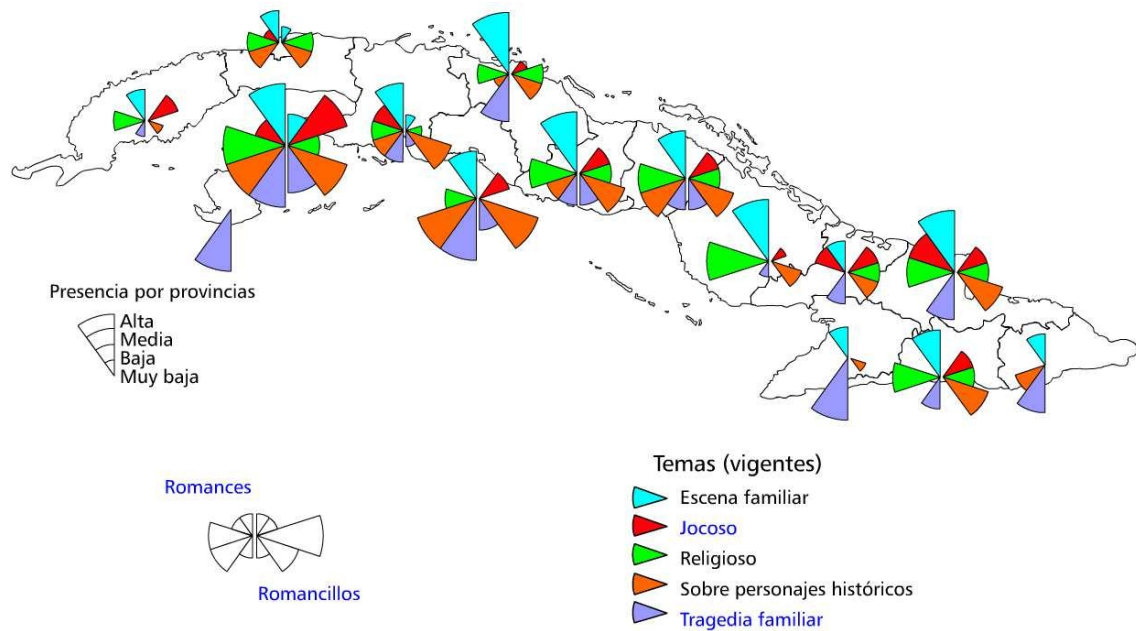 Presencia por provincias
Alta
Media
Baja
Muy baja
Romances
Romancillos
Temas (vigentes)
Escena familiar
Jocoso
Religioso
Sobre personajes históricos
Tragedia familiar